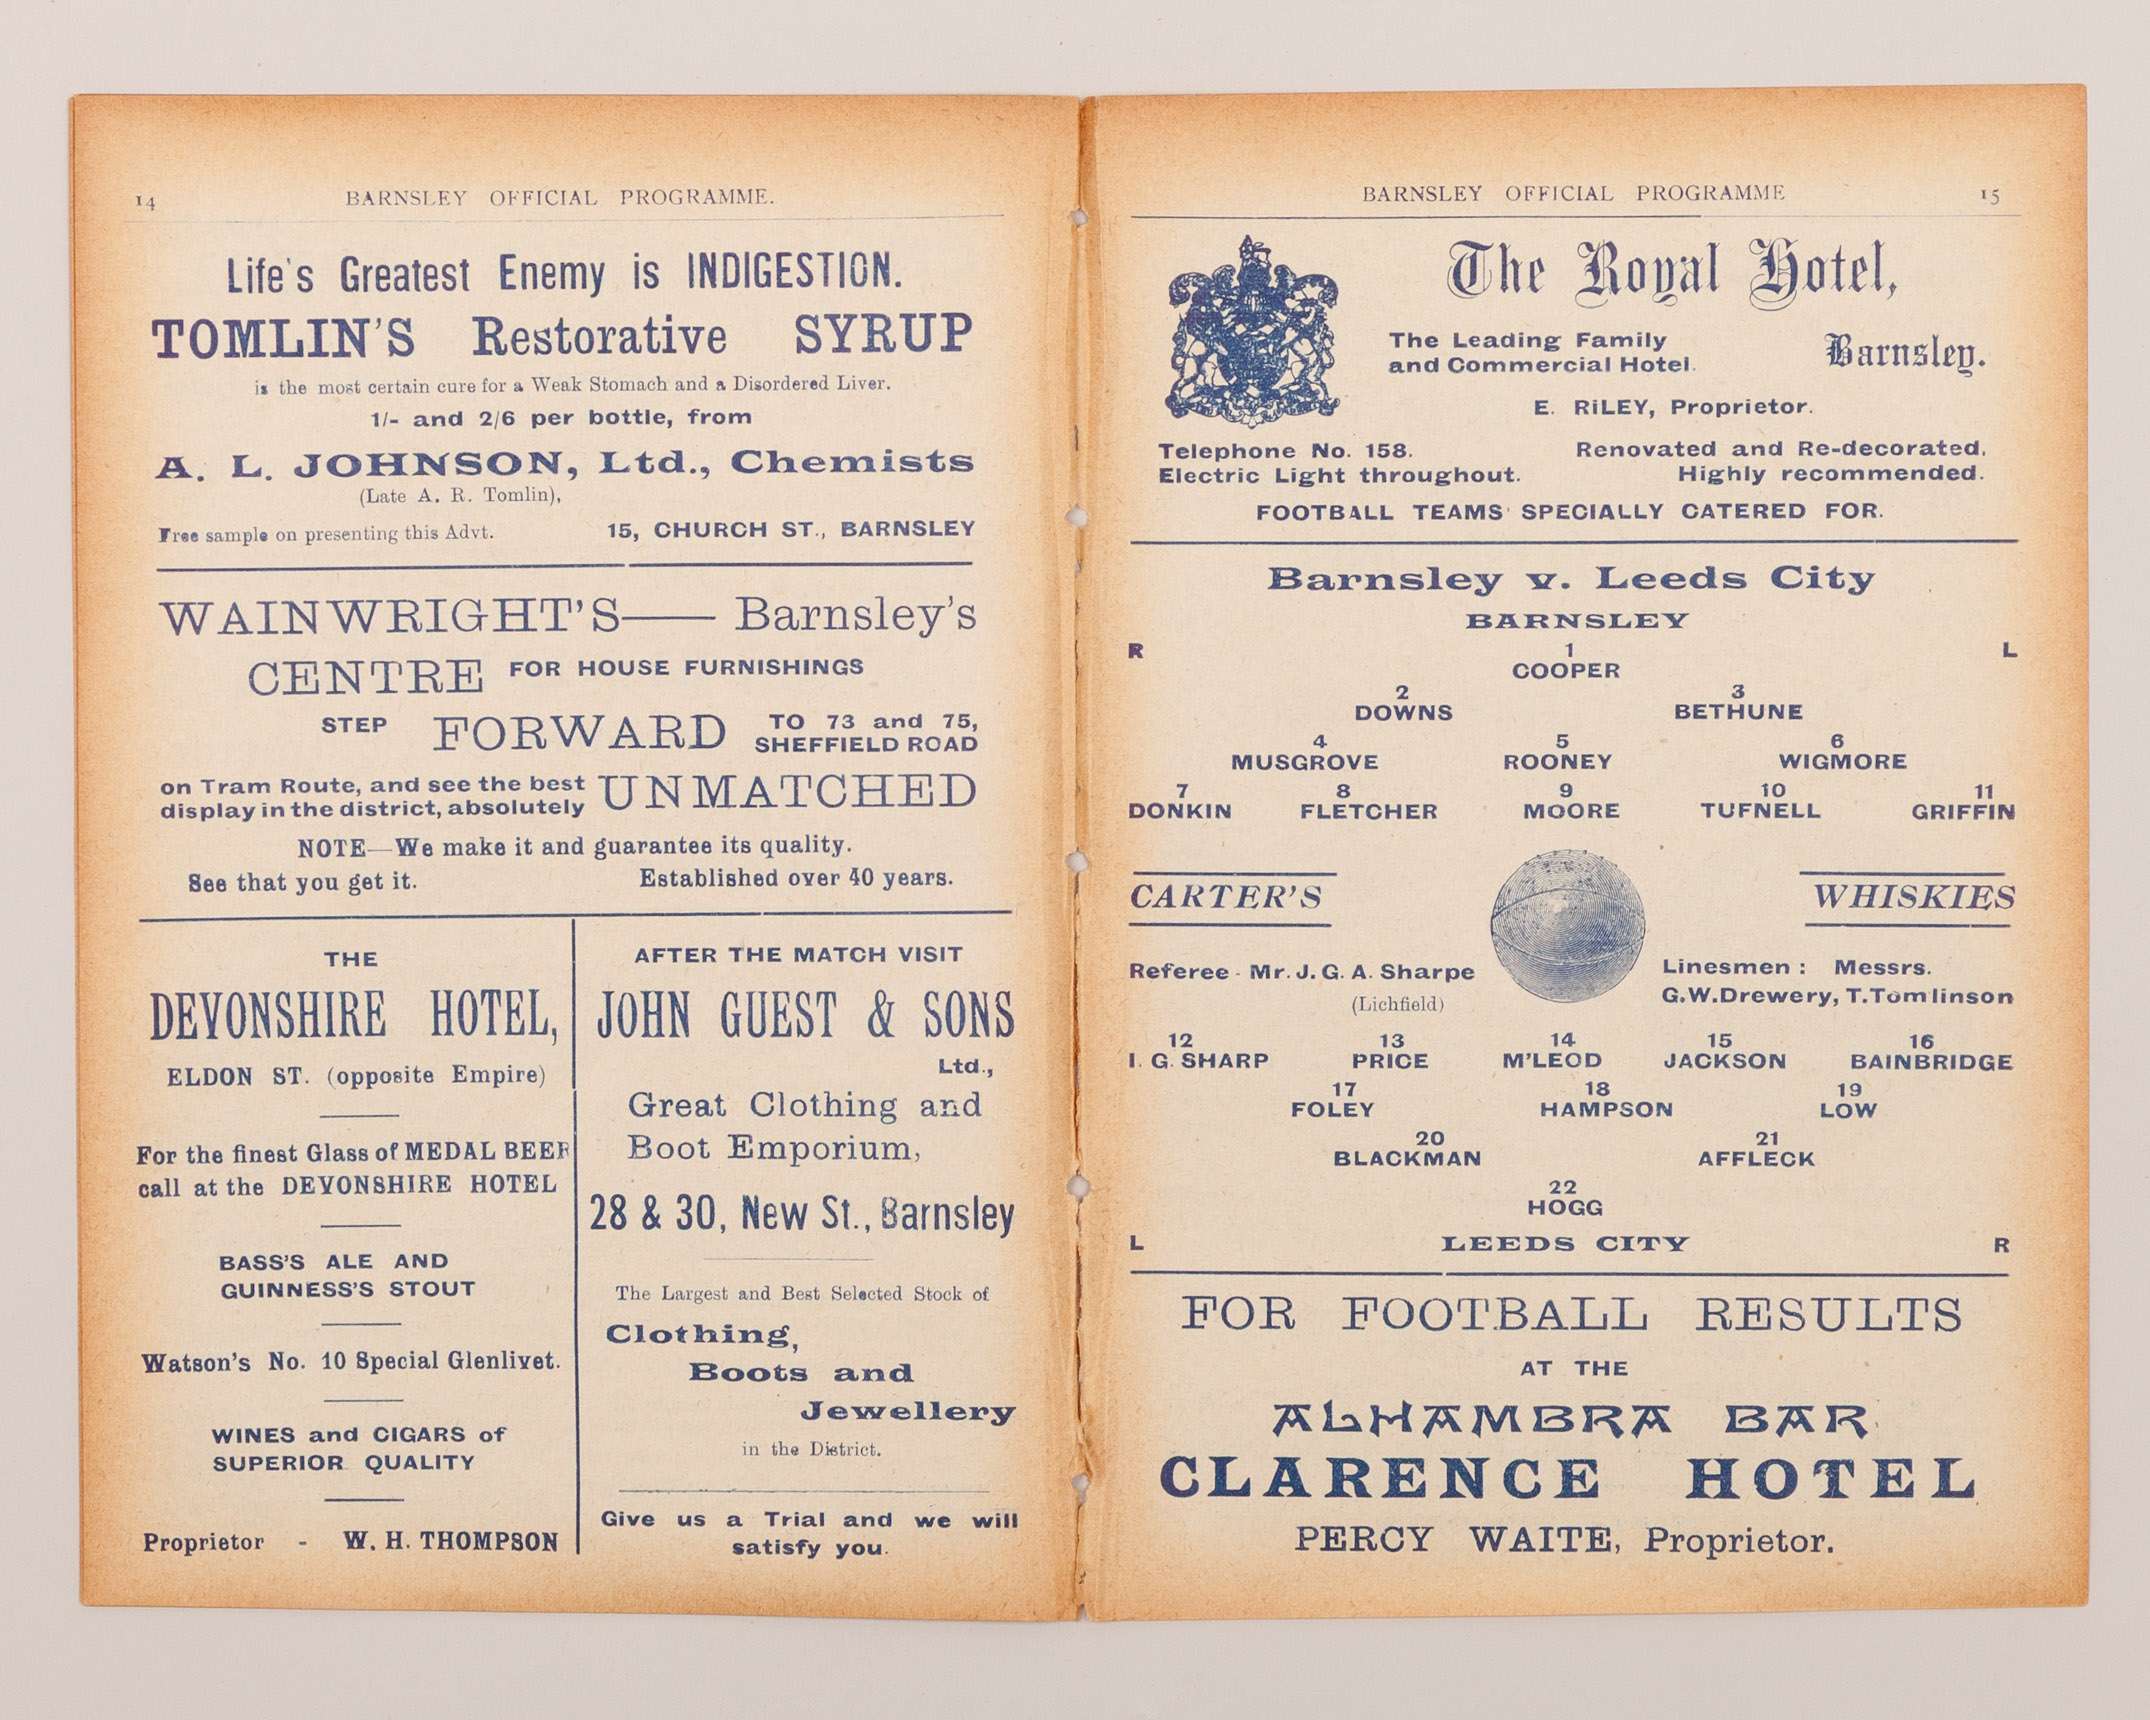 14 BARNSLEY OFFICIAL PROGRAMME.
Life's Greatest Enemy is INDIGESTION.
TOMLIN'S Restorative SYRUP
is the most certain cure for a Weak Stomach and a Disordered Liver.
1/- and 2/6 per bottle, from
A. L. JOHNSON, Ltd., Chemists
(Late A. R. Tomlin),
Free sample on presenting this Advt. 15, CHURCH ST., BARNSLEY
WAINWRIGHT'S— Barnsley's
CENTRE FOR HOUSE FURNISHINGS
STEP FORWARD TO 73 and 75,
SHEFFIELD ROAD
on Tram Route, and see the best
display in the district, absolutely UNMATCHED
NOTE—We make it and guarantee its quality.
See that you get it. Established over 40 years.
THE
DEVONSHIRE HOTEL,
ELDON ST. (opposite Empire)
For the finest Glass of MEDAL BEER
call at the DEVONSHIRE HOTEL
BASS'S ALE AND
GUINNESS'S STOUT
Watson's No. 10 Special Glenlivet.
WINES and CIGARS of
SUPERIOR QUALITY
Proprietor - W. H. THOMPSON
AFTER THE MATCH VISIT
JOHN GUEST & SONS
Ltd.,
Great Clothing and
Boot Emporium,
28 & 30, New St., Barnsley
The Largest and Best Selected Stock of
Clothing,
Boots and
Jewellery
in the District.
Give us a Trial and we will
satisfy you.
BARNSLEY OFFICIAL PROGRAMME 15
The Royal Hotel,
The Leading Family
and Commercial Hotel.
Barnsley.
E. RiLEY, Proprietor.
Telephone No. 158. Renovated and Re-decorated.
Electric Light throughout. Highly recommended.
FOOTBALL TEAMS SPECIALLY CATERED FOR.
Barnsley v. Leeds City
BARNSLEY
R 1 L
COOPER
2 3
DOWNS BETHUNE
4 5 6
MUSGROVE ROONEY WIGMORE
7 8 9 10 11
DONKIN FLETCHER MOORE TUFNELL GRIFFIN
CARTER'S WHISKIES
Referee - Mr. J. G. A. Sharpe
(Lichfield)
Linesmen : Messrs.
G.W.Drewery, T.Tomlinson
12 13 14 15 16
I. G. SHARP PRICE M'LEOD JACKSON BAINBRIDGE
17 18 19
FOLEY HAMPSON LOW
20 21
BLACKMAN AFFLECK
22
HOGG
L LEEDS CITY R
FOR FOOTBALL RESULTS
AT THE
ALHAMBRA BAR
CLARENCE HOTEL
PERCY WAITE, Proprietor.